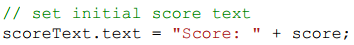 // set initial score text
scoreText.text = "Score: " + score;